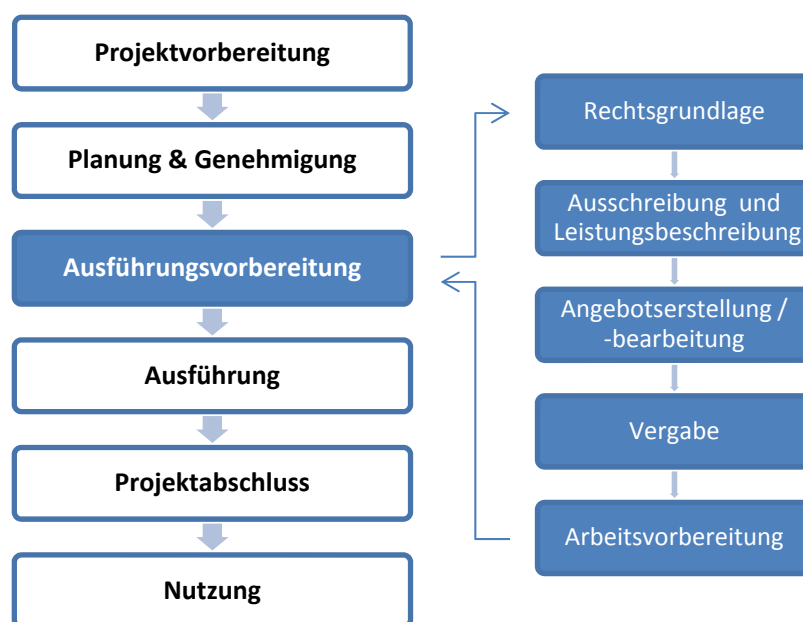 Projektvorbereitung
Planung & Genehmigung
Ausführungsvorbereitung
Ausführung
Projektabschluss
Nutzung
Rechtsgrundlage
Ausschreibung und
Leistungsbeschreibung
Angebotserstellung /
-bearbeitung
Vergabe
Arbeitsvorbereitung